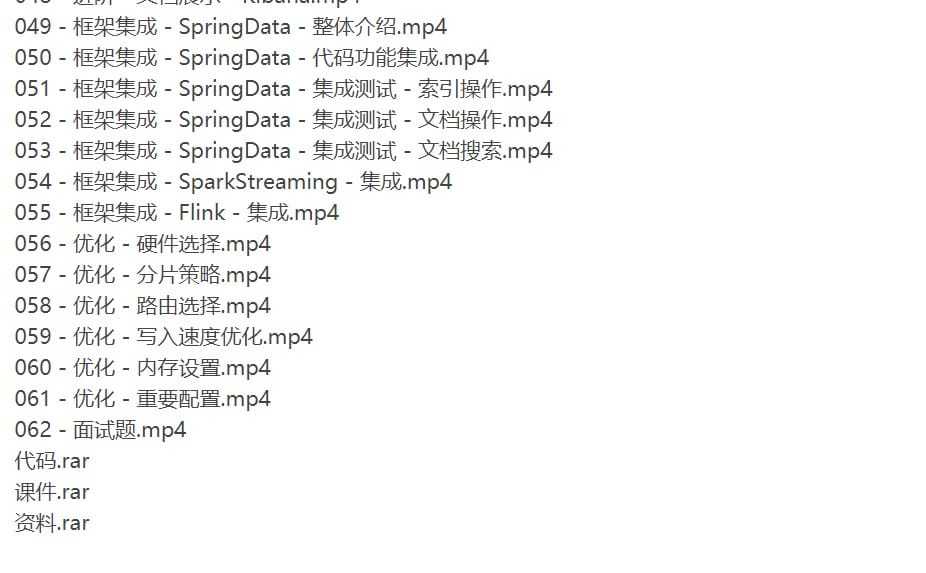 049 - 框架集成 - SpringData - 整体介绍.mp4
050 - 框架集成 - SpringData - 代码功能集成.mp4
051 - 框架集成 - SpringData - 集成测试 - 索引操作.mp4
052 - 框架集成 - SpringData - 集成测试 - 文档操作.mp4
053 - 框架集成 - SpringData - 集成测试 - 文档搜索.mp4
054 - 框架集成 - SparkStreaming - 集成.mp4
055 - 框架集成 - Flink - 集成.mp4
056 - 优化 - 硬件选择.mp4
057 - 优化 - 分片策略.mp4
058 - 优化 - 路由选择.mp4
059 - 优化 - 写入速度优化.mp4
060 - 优化 - 内存设置.mp4
061 - 优化 - 重要配置.mp4
062 - 面试题.mp4
代码.rar
课件.rar
资料.rar